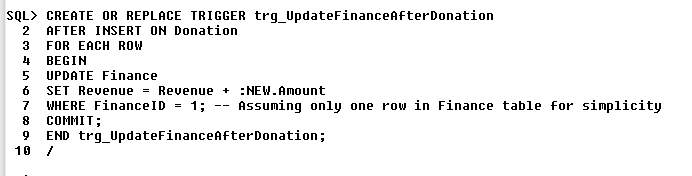 SQL> CREATE OR REPLACE TRIGGER trg_UpdateFinanceAfterDonation
2 AFTER INSERT ON Donation
3 FOR EACH ROW
4 BEGIN
5 UPDATE Finance
6 SET Revenue = Revenue + :NEW.Amount
7 WHERE FinanceID = 1; -- Assuming only one row in Finance table for simplicity
8 COMMIT;
9 END trg_UpdateFinanceAfterDonation;
10 /